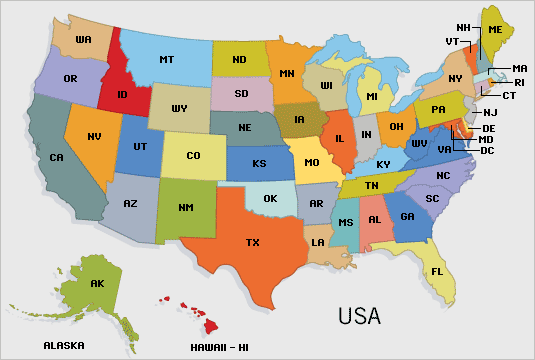 NH
ME
VT
WA
MT
ND
MN
MA
OR
ID
SD
WI
MI
NY
RI
WY
CT
NV
NE
IA
PA
NJ
CA
UT
CO
KS
MO
IL
IN
OH
WV
VA
DE
MD
DC
KY
NC
AZ
NM
OK
AR
TN
SC
TX
LA
MS
AL
GA
FL
AK
USA
ALASKA
HAWAII - HI